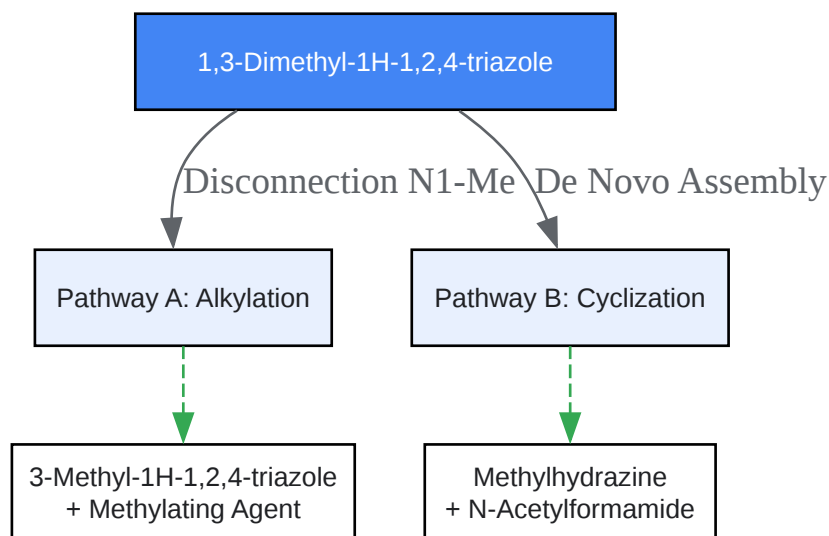 1,3-Dimethyl-1H-1,2,4-triazole
Disconnection N1-Me
De Novo Assembly
Pathway A: Alkylation
Pathway B: Cyclization
3-Methyl-1H-1,2,4-triazole
+ Methylating Agent
Methylhydrazine
+ N-Acetylformamide